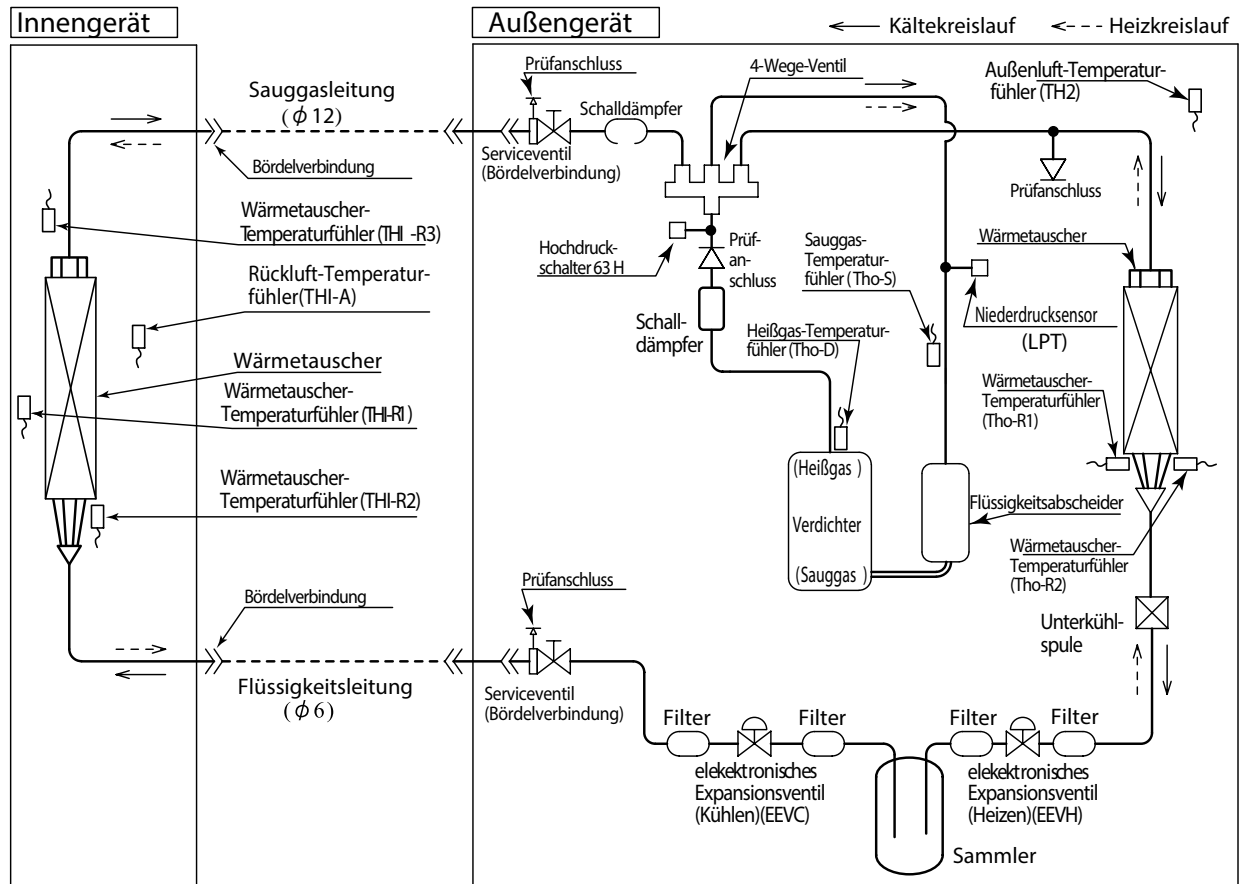 Innengerät
Außengerät
Kältekreislauf
Heizkreislauf
Prüfanschluss
4-Wege-Ventil
Außenluft-Temperatur-
fühler (TH2)
Sauggasleitung
(ϕ 12)
Schalldämpfer
Bördelverbindung
Serviceventil
(Bördelverbindung)
Prüfanschluss
Wärmetauscher-
Temperaturfühler (THI -R3)
Hochdruck-
schalter 63 H
Prüf-
an-
schluss
Sauggas-
Temperatur-
fühler (Tho-S)
Wärmetauscher
Rückluft-Temperatur-
fühler(THI-A)
Schall-
dämpfer
Heißgas-Temperatur-
fühler (Tho-D)
Niederdrucksensor
(LPT)
Wärmetauscher
Wärmetauscher-
Temperaturfühler (THI-R1)
Wärmetauscher-
Temperaturfühler
(Tho-R1)
Wärmetauscher-
Temperaturfühler (THI-R2)
(Heißgas )
Verdichter
(Sauggas )
Flüssigkeitsabscheider
Wärmetauscher-
Temperaturfühler
(Tho-R2)
Bördelverbindung
Prüfanschluss
Unterkühl-
spule
Flüssigkeitsleitung
(ϕ 6)
Serviceventil
(Bördelverbindung)
Filter
Filter
Filter
Filter
elekektronisches
Expansionsventil
(Kühlen)(EEVC)
elekektronisches
Expansionsventil
(Heizen)(EEVH)
Sammler